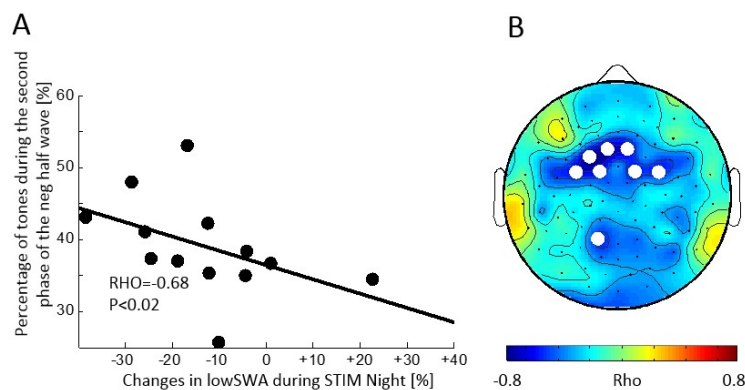 A
Percentage of tones during the second
phase of the neg half wave [%]
60
50
40
30
RHO=-0.68
P<0.02
-30 -20 -10 0 +10 +20 +30 +40
Changes in lowSWA during STIM Night [%]
B
-0.8 Rho 0.8